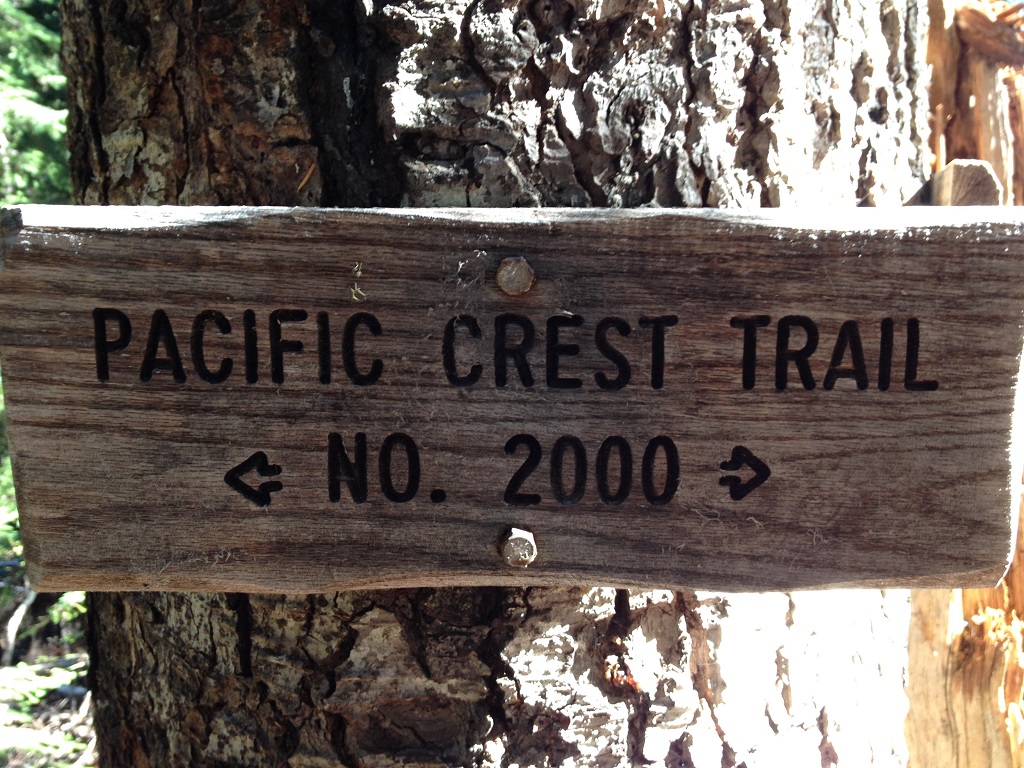 PACIFIC CREST TRAIL
← NO. 2000 →